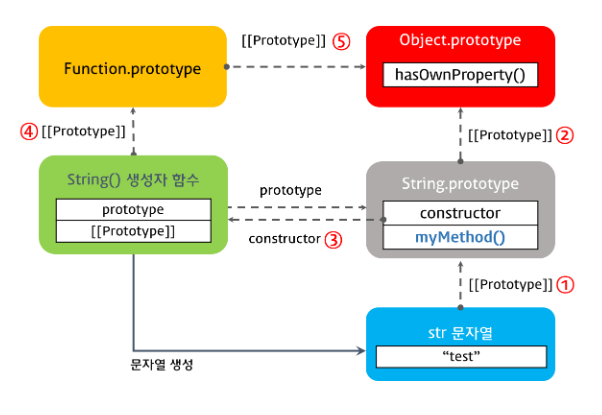 Function.prototype
[[Prototype]] ⑤
Object.prototype
hasOwnProperty()
④ [[Prototype]]
[[Prototype]] ②
String() 생성자 함수
prototype
[[Prototype]]
prototype
constructor ③
String.prototype
constructor
myMethod()
[[Prototype]] ①
문자열 생성
str 문자열
“test”